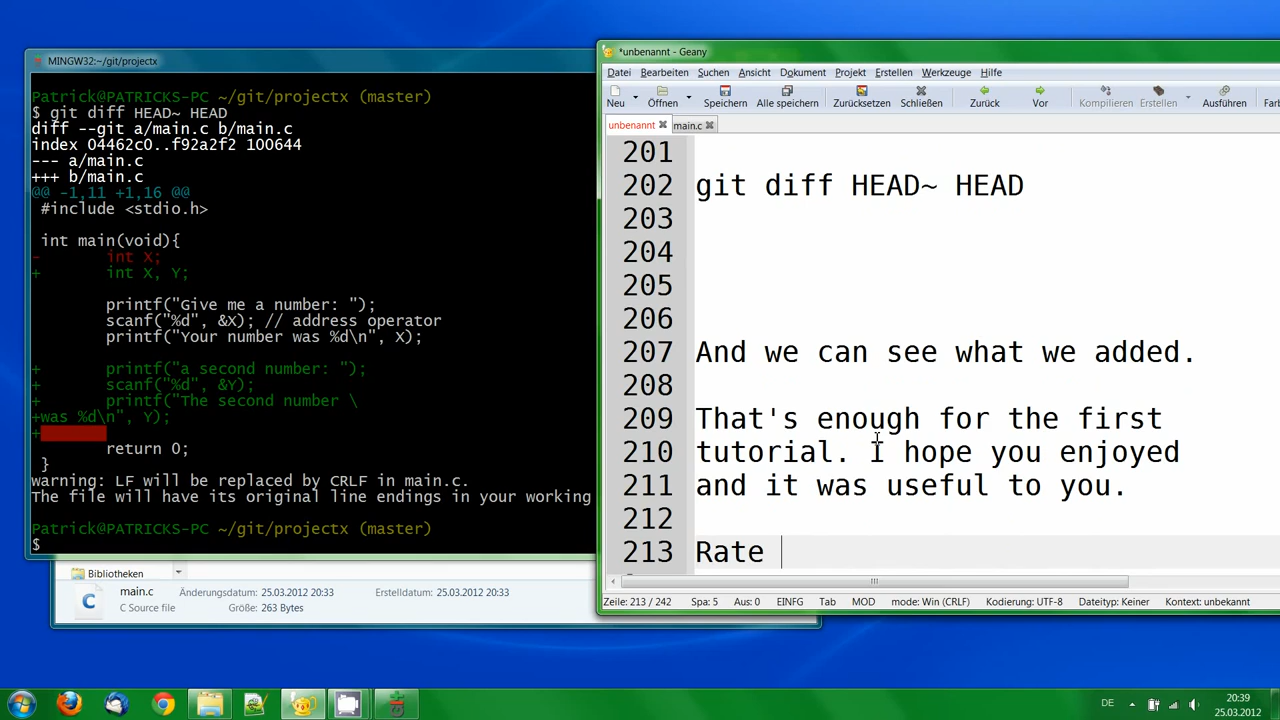 MINGW32:~/git/projectx
Patrick@PATRICKS-PC ~/git/projectx (master)
$ git diff HEAD~ HEAD
diff --git a/main.c b/main.c
index 04462c0..f92a2f2 100644
--- a/main.c
+++ b/main.c
@@ -1,11 +1,16 @@
#include <stdio.h>
int main(void){
-       int X;
+       int X, Y;
printf("Give me a number: ");
scanf("%d", &X); // address operator
printf("Your number was %d\n", X);
+       printf("a second number: ");
+       scanf("%d", &Y);
+       printf("The second number \
+was %d\n", Y);
+
return 0;
}
warning: LF will be replaced by CRLF in main.c.
The file will have its original line endings in your working
Patrick@PATRICKS-PC ~/git/projectx (master)
$
Bibliotheken
main.c Änderungsdatum: 25.03.2012 20:33 Erstelldatum: 25.03.2012 20:33
C Source file Größe: 263 Bytes
*unbenannt - Geany
Datei Bearbeiten Suchen Ansicht Dokument Projekt Erstellen Werkzeuge Hilfe
Neu Öffnen Speichern Alle speichern Zurücksetzen Schließen Zurück Vor Kompilieren Erstellen Ausführen Far
unbenannt main.c
201
202 git diff HEAD~ HEAD
203
204
205
206
207 And we can see what we added.
208
209 That's enough for the first
210 tutorial. I hope you enjoyed
211 and it was useful to you.
212
213 Rate
Zeile: 213 / 242 Spa: 5 Aus: 0 EINFG Tab MOD mode: Win (CRLF) Kodierung: UTF-8 Dateityp: Keiner Kontext: unbekannt
DE 20:39
25.03.2012